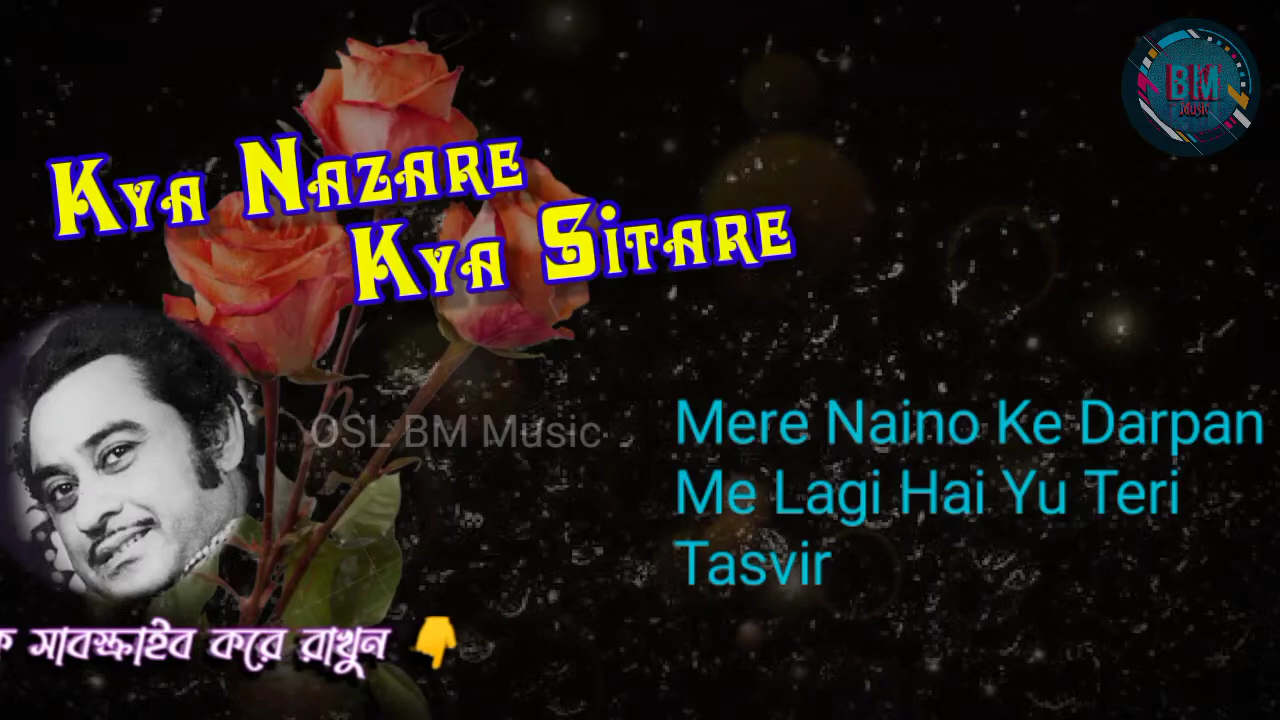 BM
Music
Kya Nazare
Kya Sitare
OSL BM Music
Mere Naino Ke Darpan
Me Lagi Hai Yu Teri
Tasvir
ক সাবস্ক্রাইব করে রাখুন 👇